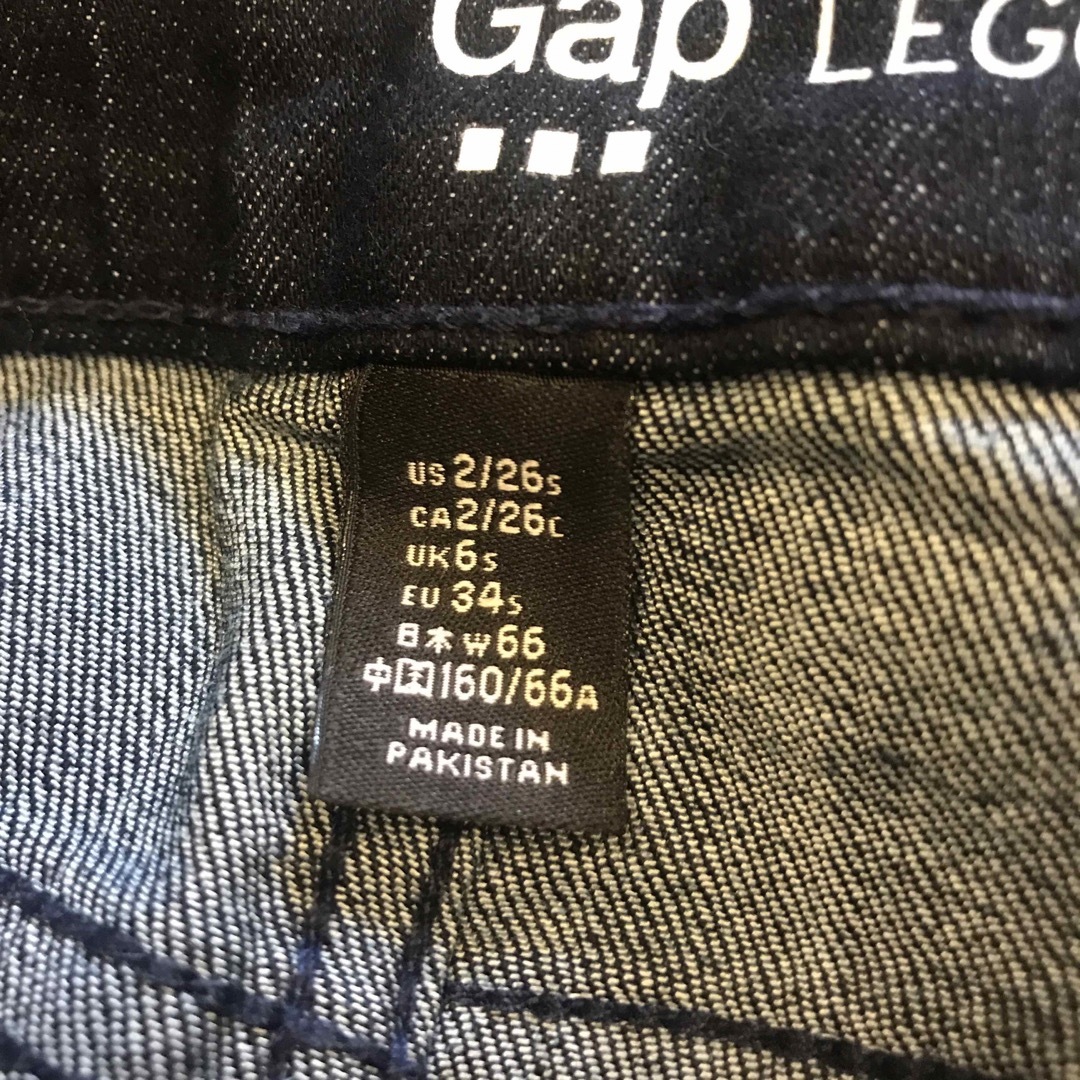 Gap LEGG
US 2/26S
CA 2/26C
UK 6S
EU 34S
日本 W66
中国 160/66A
MADE IN
PAKISTAN